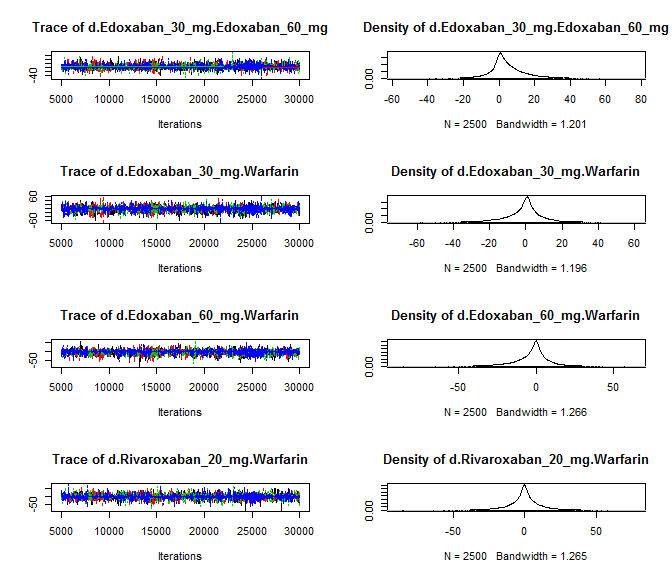 Trace of d.Edoxaban_30_mg.Edoxaban_60_mg
-40
5000 10000 15000 20000 25000 30000
Iterations
Density of d.Edoxaban_30_mg.Edoxaban_60_mg
0.00
-60 -40 -20 0 20 40 60 80
N = 2500 Bandwidth = 1.201
Trace of d.Edoxaban_30_mg.Warfarin
60
-60
5000 10000 15000 20000 25000 30000
Iterations
Density of d.Edoxaban_30_mg.Warfarin
0.00
-60 -40 -20 0 20 40 60
N = 2500 Bandwidth = 1.196
Trace of d.Edoxaban_60_mg.Warfarin
-50
5000 10000 15000 20000 25000 30000
Iterations
Density of d.Edoxaban_60_mg.Warfarin
0.00
-50 0 50
N = 2500 Bandwidth = 1.266
Trace of d.Rivaroxaban_20_mg.Warfarin
-50
5000 10000 15000 20000 25000 30000
Iterations
Density of d.Rivaroxaban_20_mg.Warfarin
0.00
-50 0 50
N = 2500 Bandwidth = 1.265